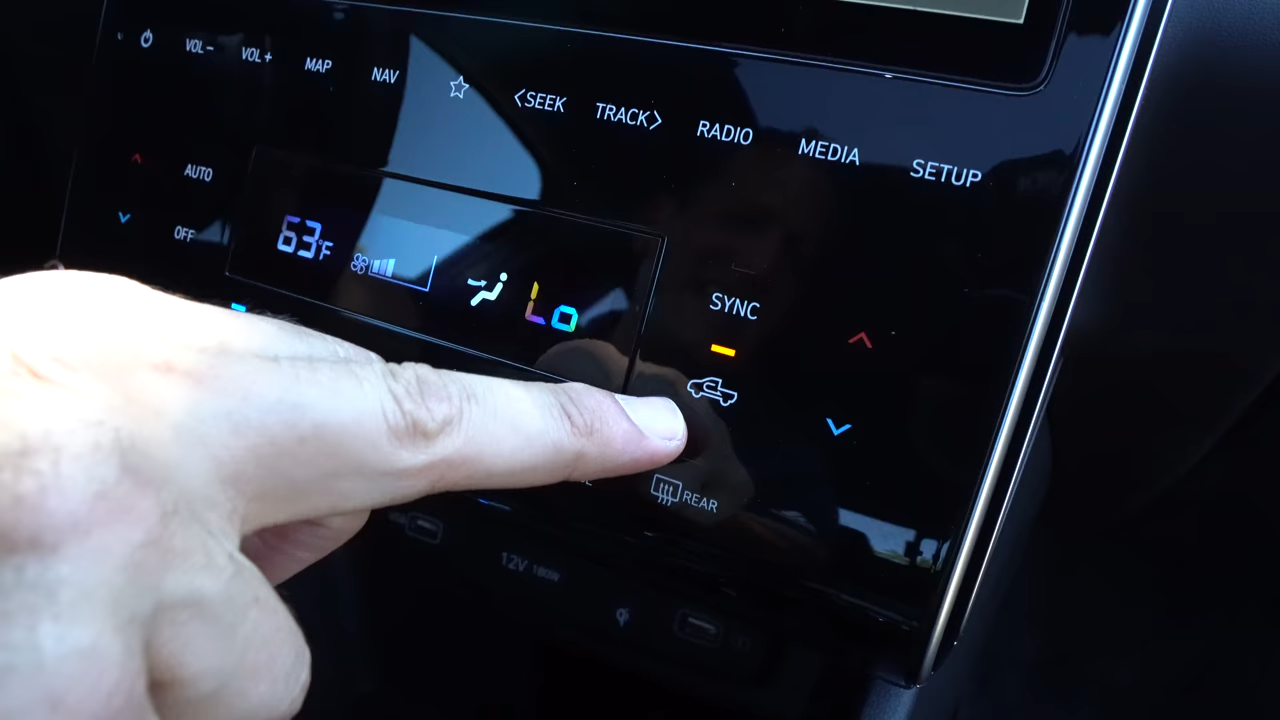 VOL- VOL+ MAP NAV <SEEK TRACK> RADIO MEDIA SETUP
AUTO
OFF
63°F
Lo
SYNC
REAR
12V 180W